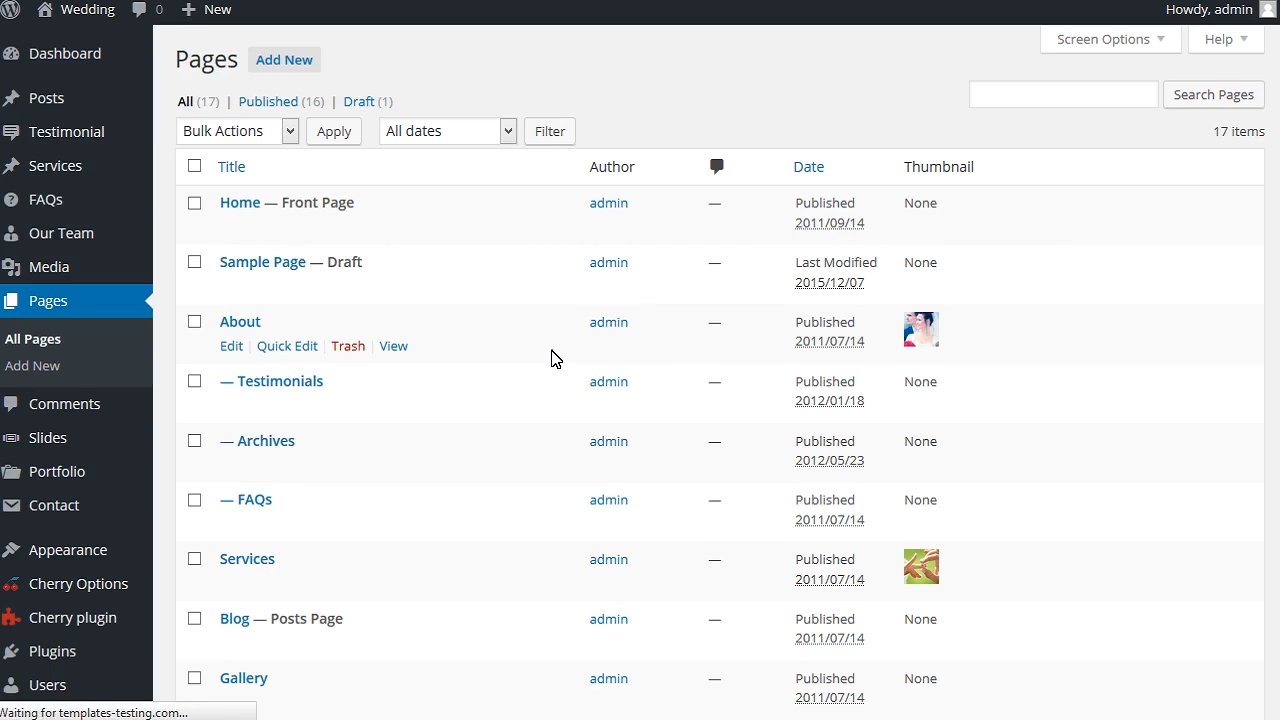 Wedding 0 New Howdy, admin
Dashboard
Posts
Testimonial
Services
FAQs
Our Team
Media
Pages
All Pages
Add New
Comments
Slides
Portfolio
Contact
Appearance
Cherry Options
Cherry plugin
Plugins
Users
Screen Options Help
Pages Add New
All (17) | Published (16) | Draft (1)
Search Pages
Bulk Actions Apply All dates Filter 17 items
Title Author Date Thumbnail
Home — Front Page admin — Published None
2011/09/14
Sample Page — Draft admin — Last Modified None
2015/12/07
About admin — Published
Edit | Quick Edit | Trash | View 2011/07/14
— Testimonials admin — Published None
2012/01/18
— Archives admin — Published None
2012/05/23
— FAQs admin — Published None
2011/07/14
Services admin — Published
2011/07/14
Blog — Posts Page admin — Published None
2011/07/14
Gallery admin — Published None
2011/07/14
Waiting for templates-testing.com...